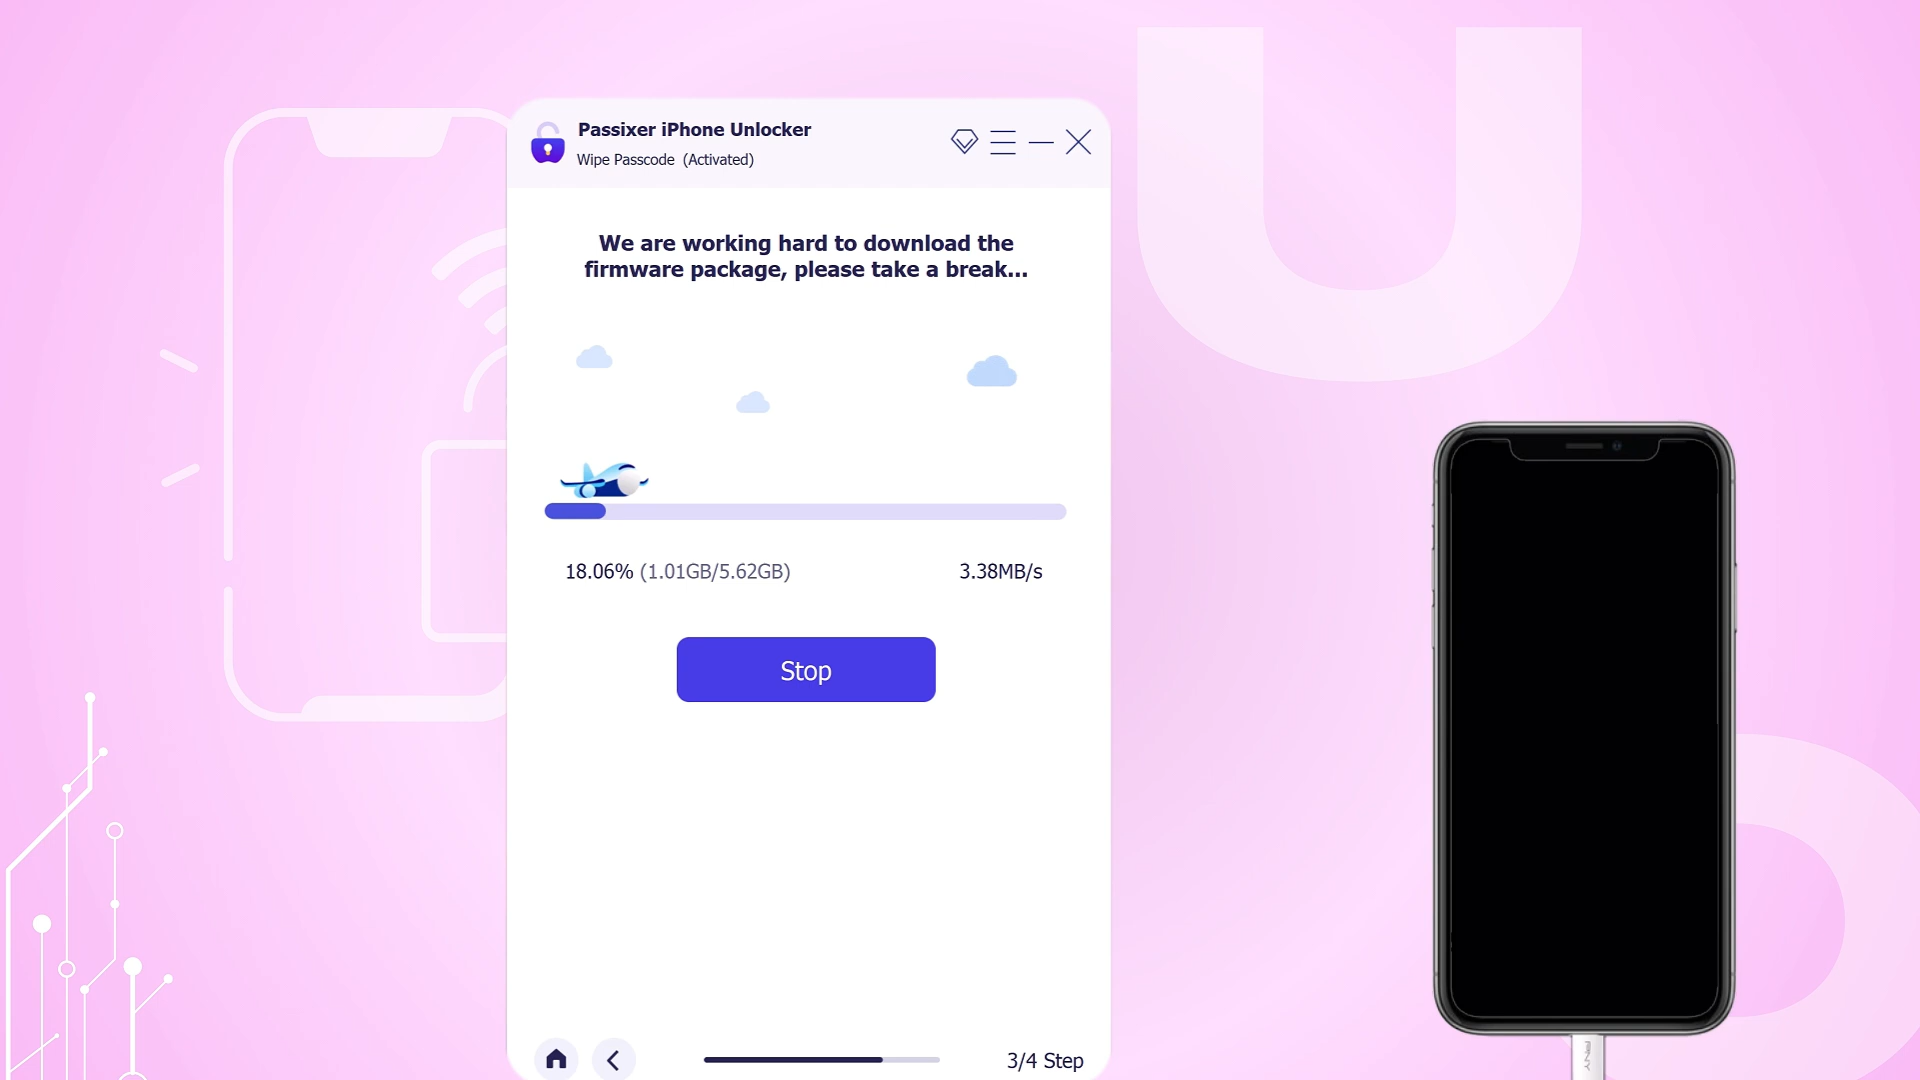 Passixer iPhone Unlocker
Wipe Passcode (Activated)
We are working hard to download the
firmware package, please take a break...
18.06% (1.01GB/5.62GB)
3.38MB/s
Stop
3/4 Step
PNY